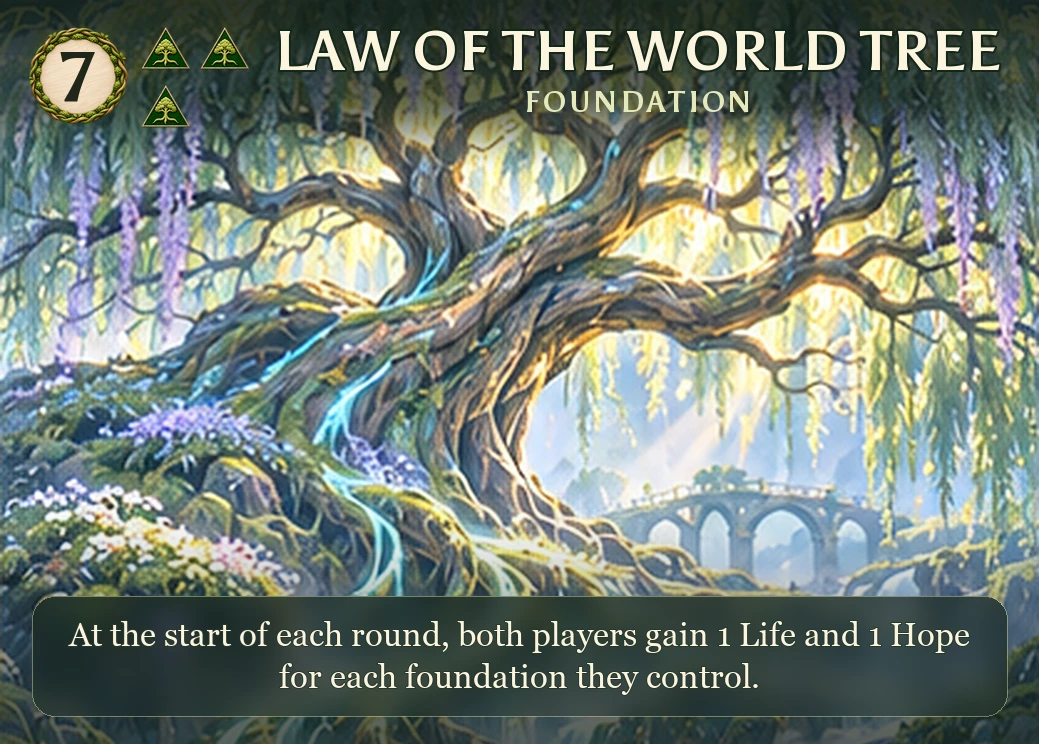 7
LAW OF THE WORLD TREE
FOUNDATION
At the start of each round, both players gain 1 Life and 1 Hope
for each foundation they control.